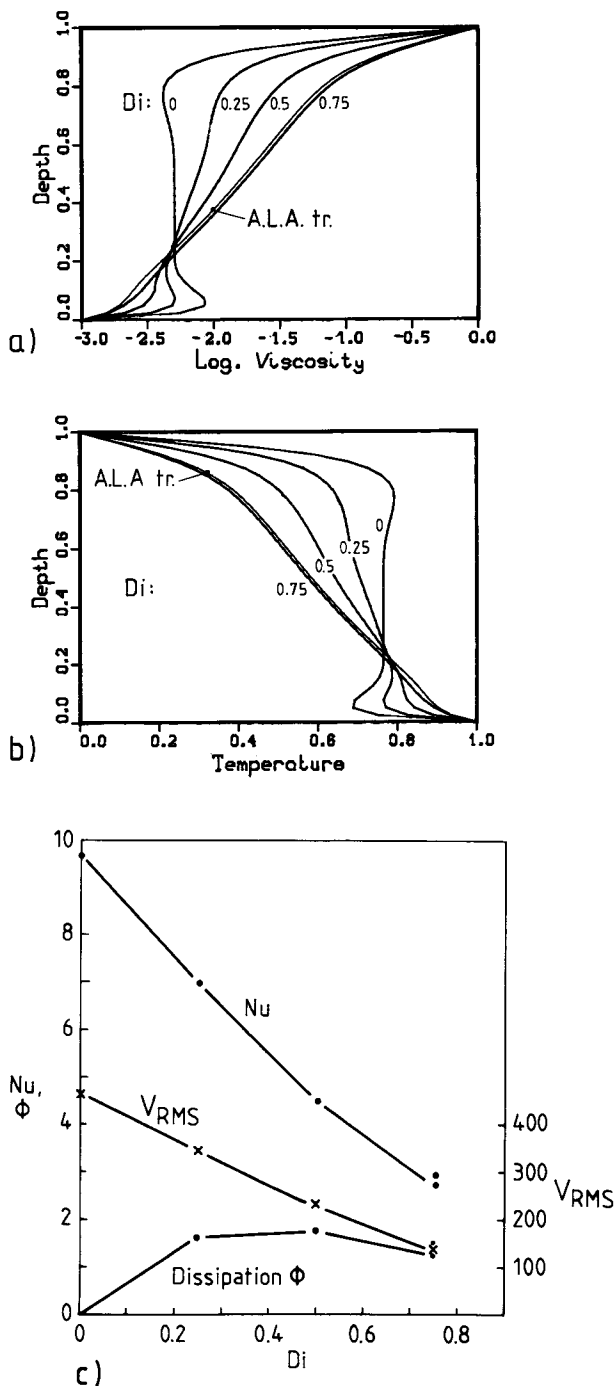 1.0
0.8
0.6
0.4
0.2
0.0
Depth
Di: 0 0.25 0.5 0.75
A.L.A. tr.
-3.0 -2.5 -2.0 -1.5 -1.0 -0.5 0.0
Log. Viscosity
a)
1.0
0.8
0.6
0.4
0.2
0.0
Depth
A.L.A tr.
0
0.25
0.5
0.75
Di:
0.0 0.2 0.4 0.6 0.8 1.0
Temperature
b)
10
8
6
4
2
0
Nu,
Φ
Nu
VRMS
Dissipation Φ
400
300
200
100
VRMS
0 0.2 0.4 0.6 0.8
Di
c)